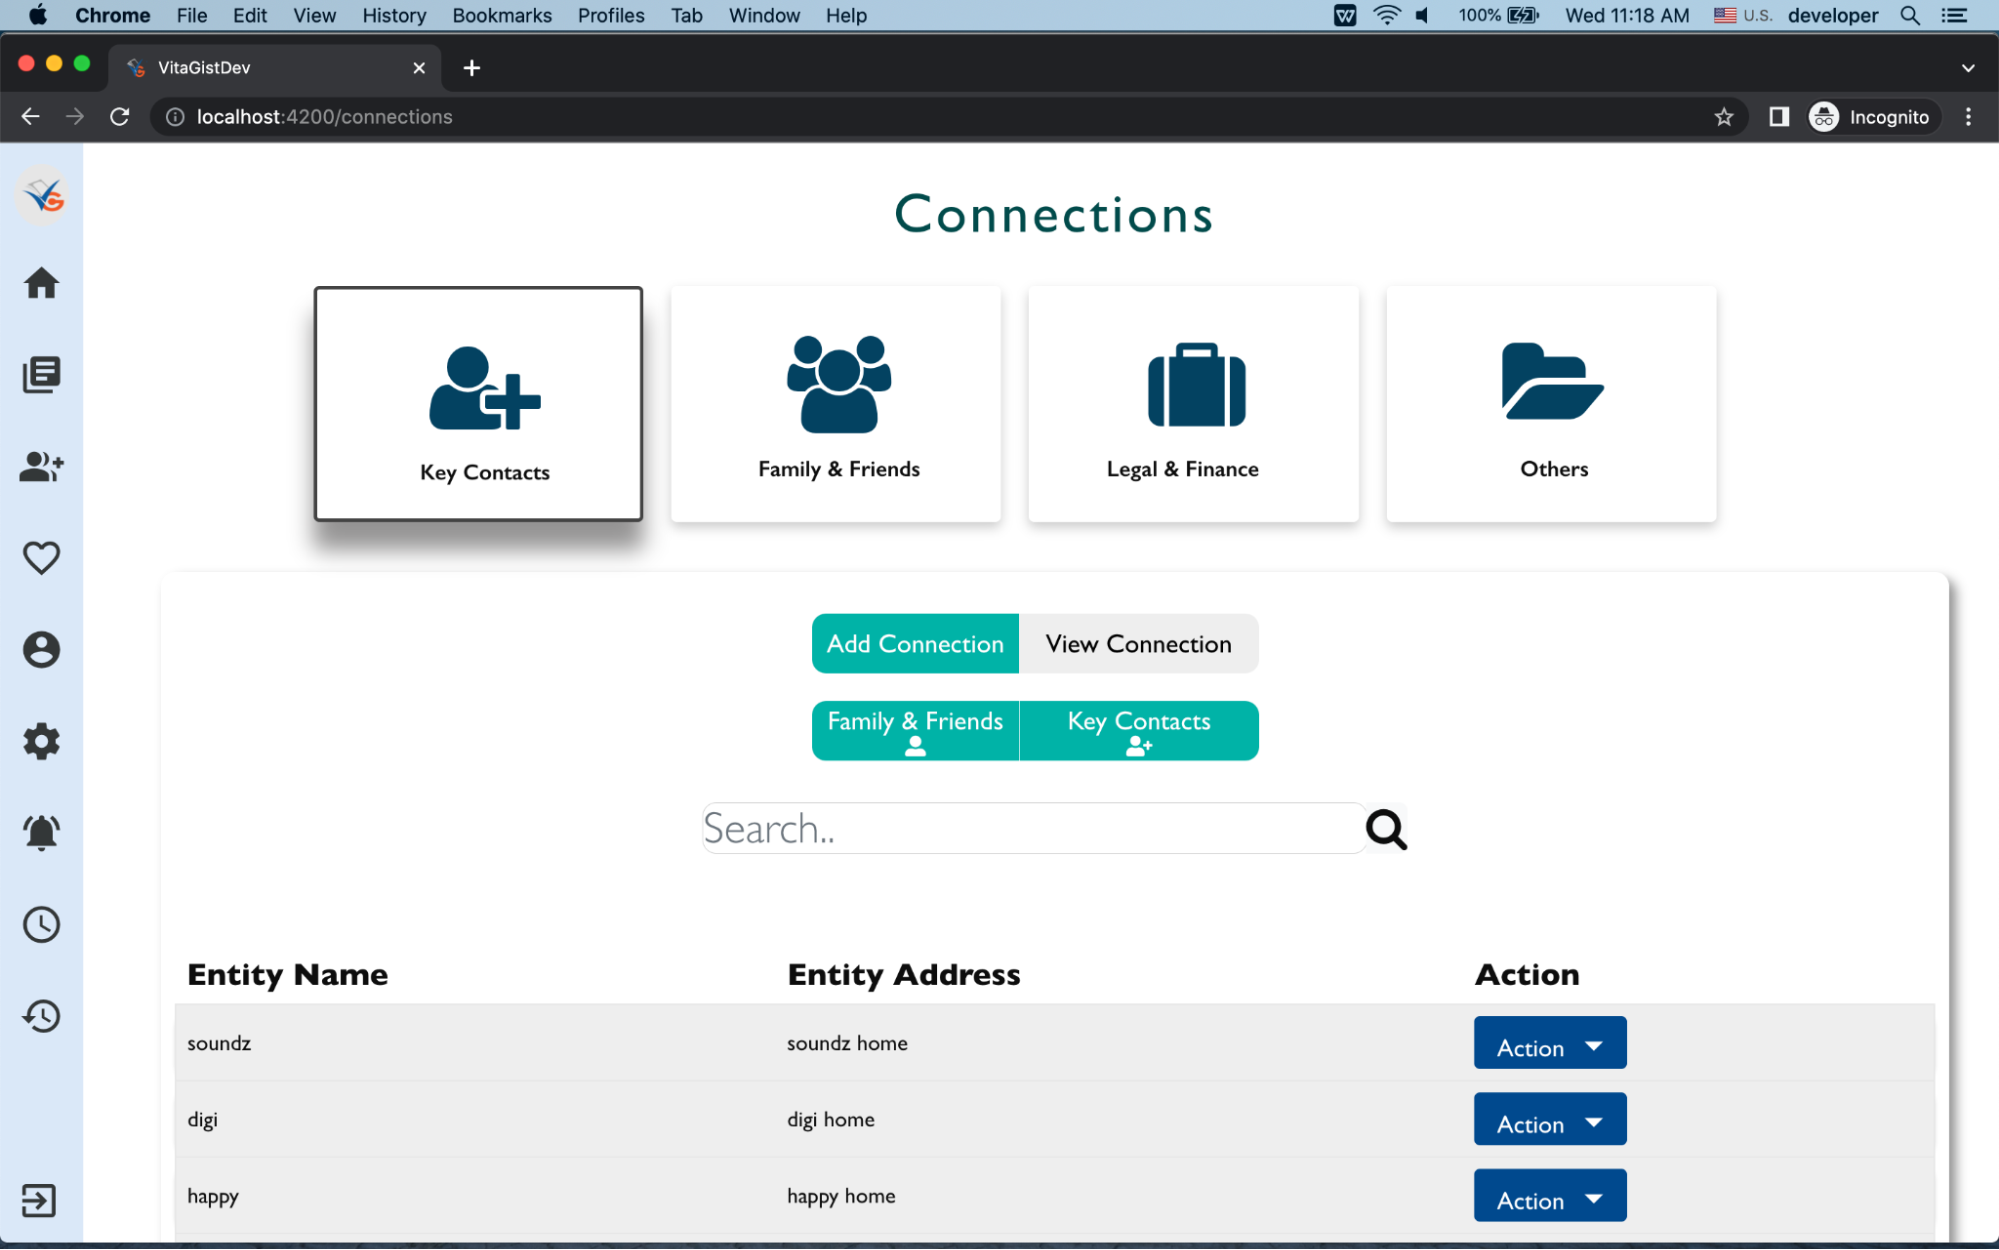 Chrome File Edit View History Bookmarks Profiles Tab Window Help 100% Wed 11:18 AM U.S. developer
VitaGistDev
localhost:4200/connections Incognito
Connections
Key Contacts Family & Friends Legal & Finance Others
Add Connection View Connection
Family & Friends Key Contacts
Search..
Entity Name Entity Address Action
soundz soundz home Action
digi digi home Action
happy happy home Action